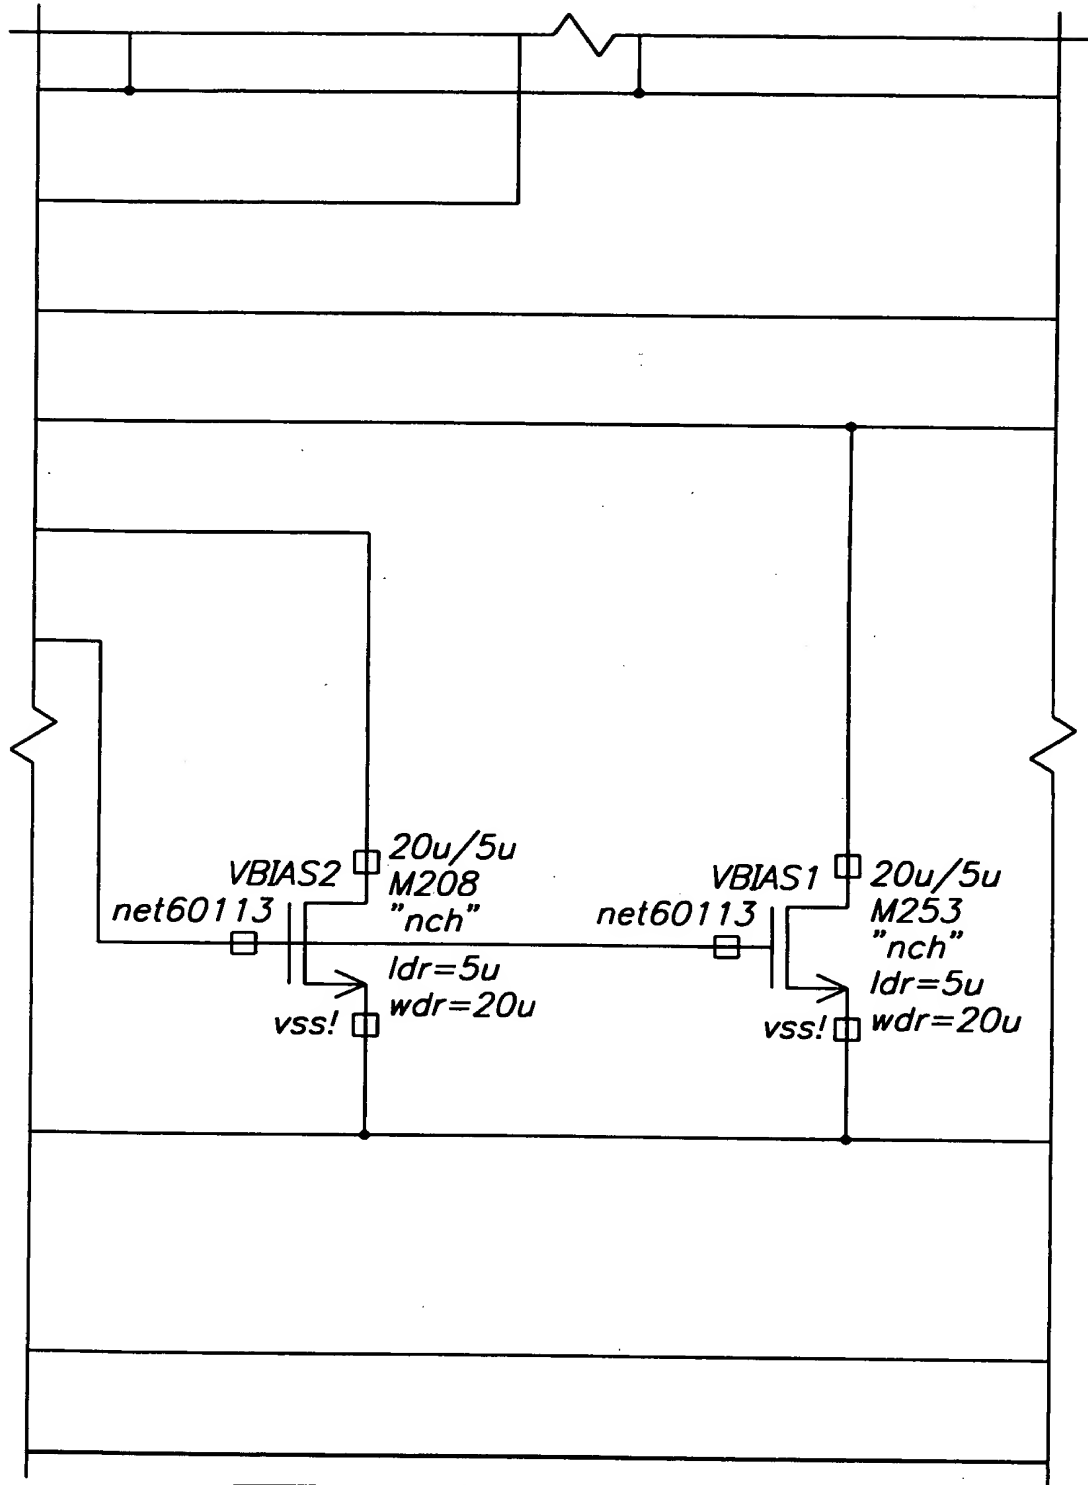 VBIAS2
20u/5u
M208
"nch"
net60113
ldr=5u
wdr=20u
vss!
VBIAS1
20u/5u
M253
"nch"
net60113
ldr=5u
wdr=20u
vss!